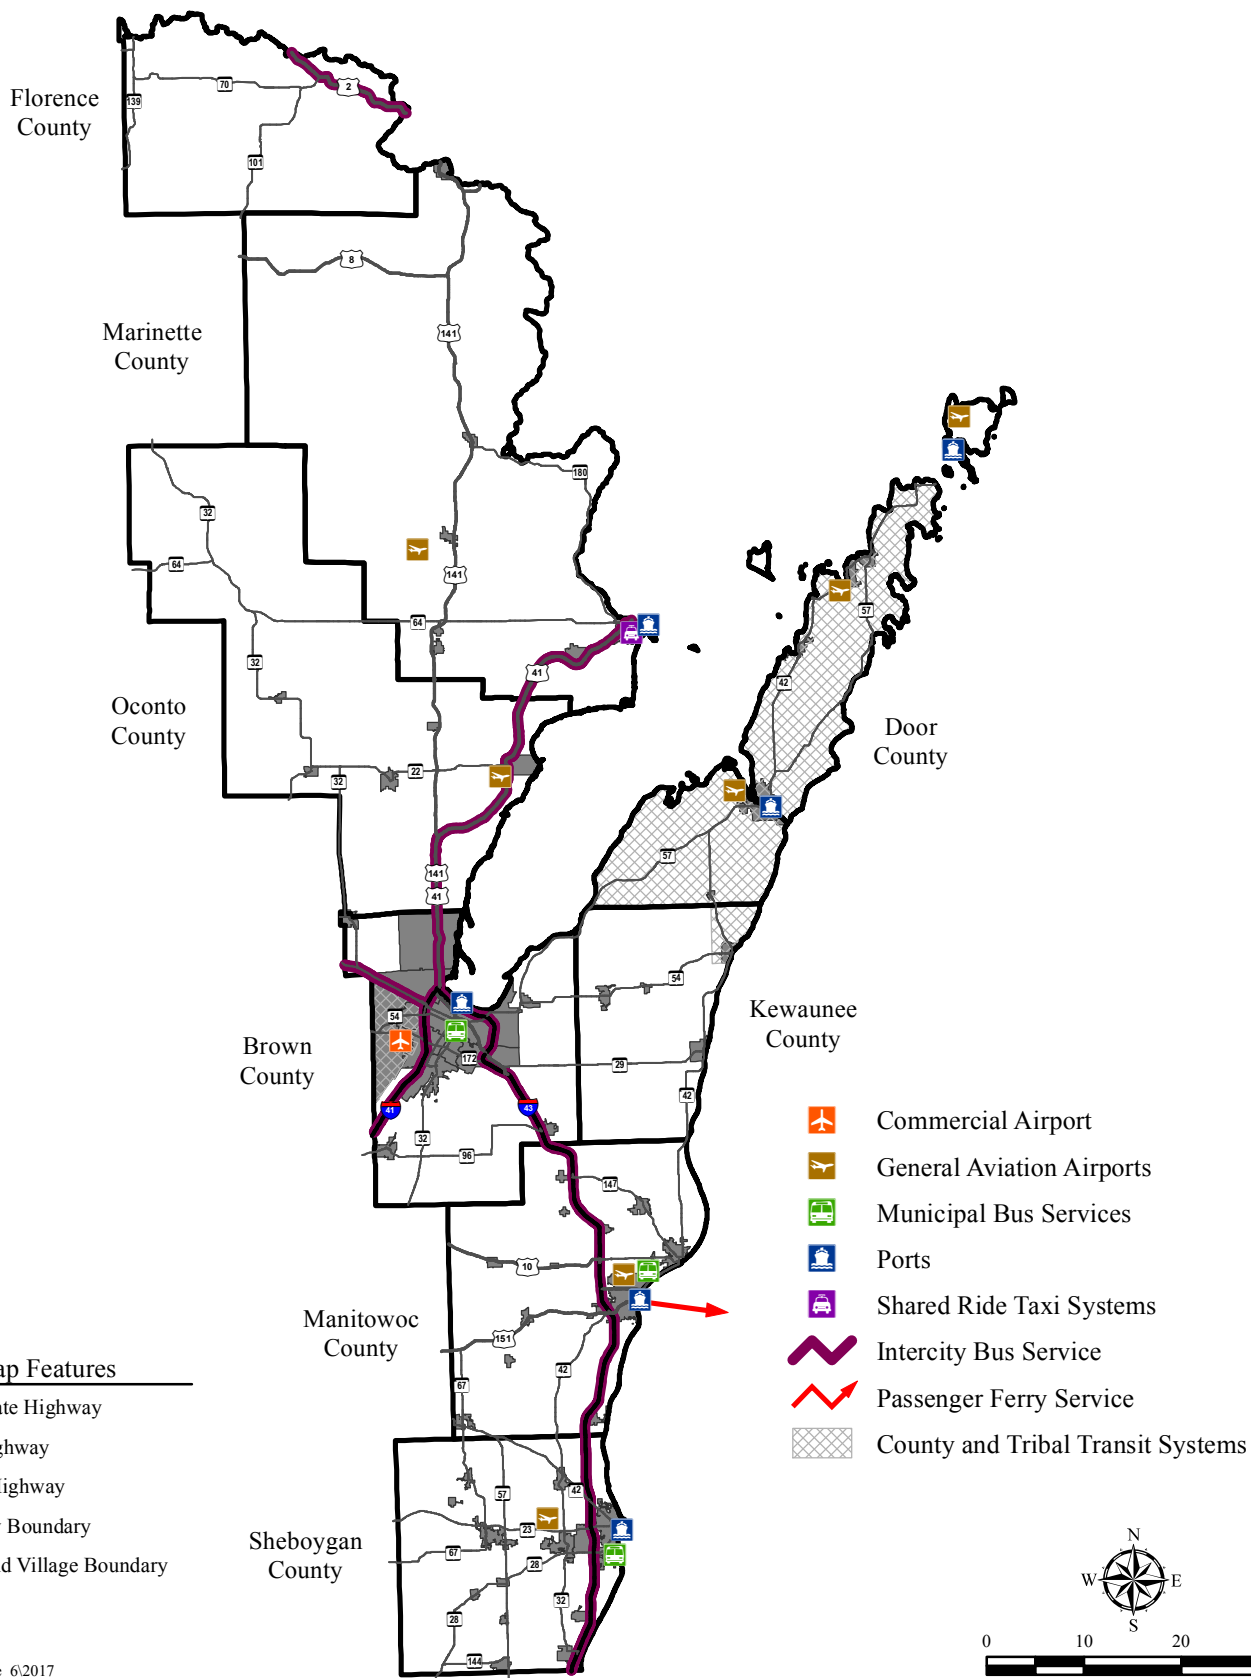 Florence
County
139
70
2
101
8
Marinette
County
141
180
32
64
141
64
32
41
57
42
Oconto
County
Door
County
32
22
57
141
41
54
Kewaunee
County
54
Brown
County
172
29
42
41
43
32
96
147
10
Manitowoc
County
151
42
67
57
42
23
67
28
Sheboygan
County
32
28
144
Commercial Airport
General Aviation Airports
Municipal Bus Services
Ports
Shared Ride Taxi Systems
Intercity Bus Service
Passenger Ferry Service
County and Tribal Transit Systems
ap Features
ate Highway
ghway
Highway
y Boundary
nd Village Boundary
e 6\2017
N
W E
S
0 10 20